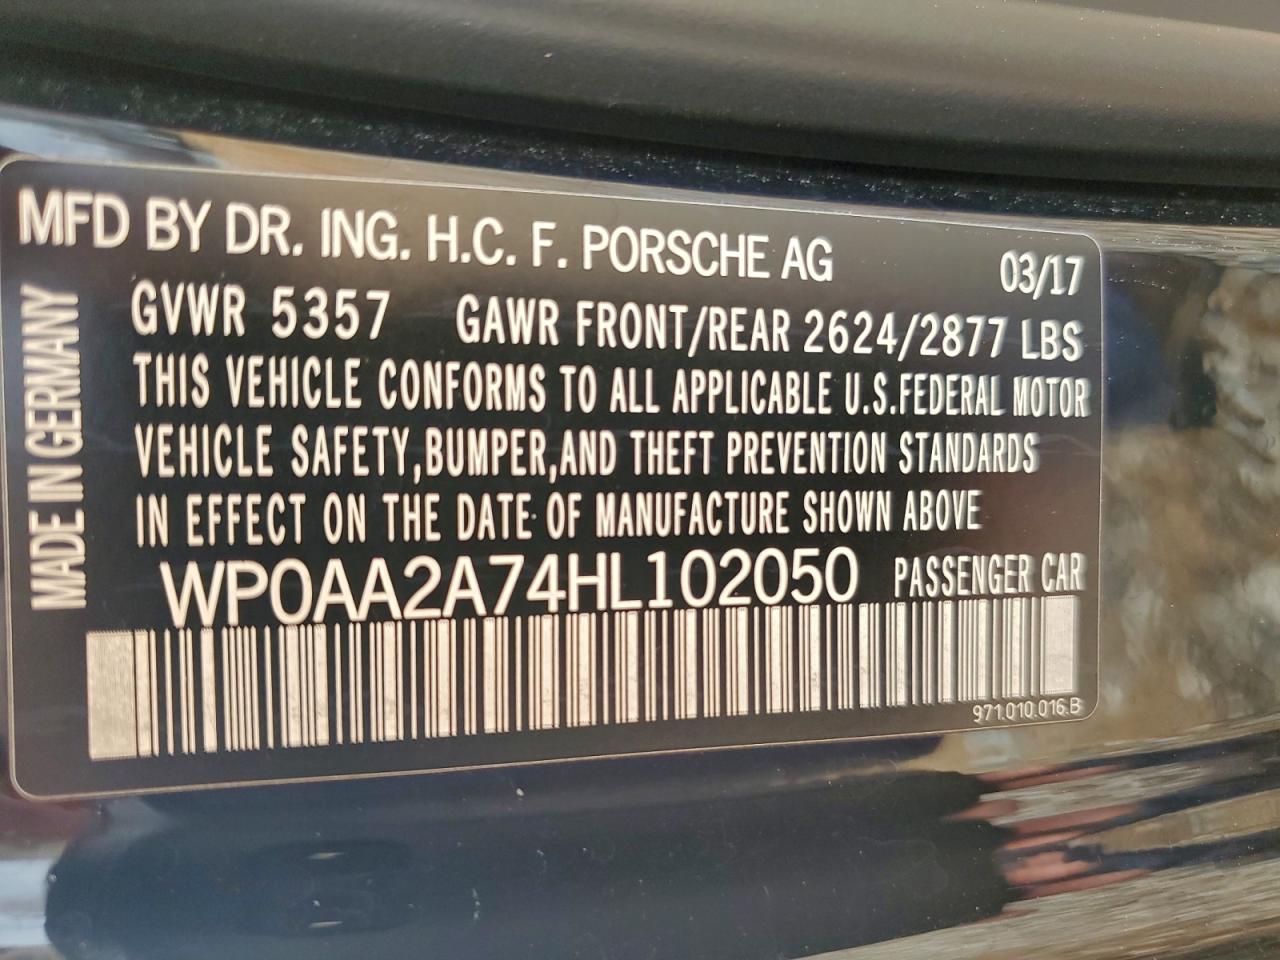 MFD BY DR. ING. H.C. F. PORSCHE AG 03/17
GVWR 5357 GAWR FRONT/REAR 2624/2877 LBS
THIS VEHICLE CONFORMS TO ALL APPLICABLE U.S.FEDERAL MOTOR
VEHICLE SAFETY,BUMPER,AND THEFT PREVENTION STANDARDS
IN EFFECT ON THE DATE OF MANUFACTURE SHOWN ABOVE
WP0AA2A74HL102050 PASSENGER CAR
971.010.016.B
MADE IN GERMANY